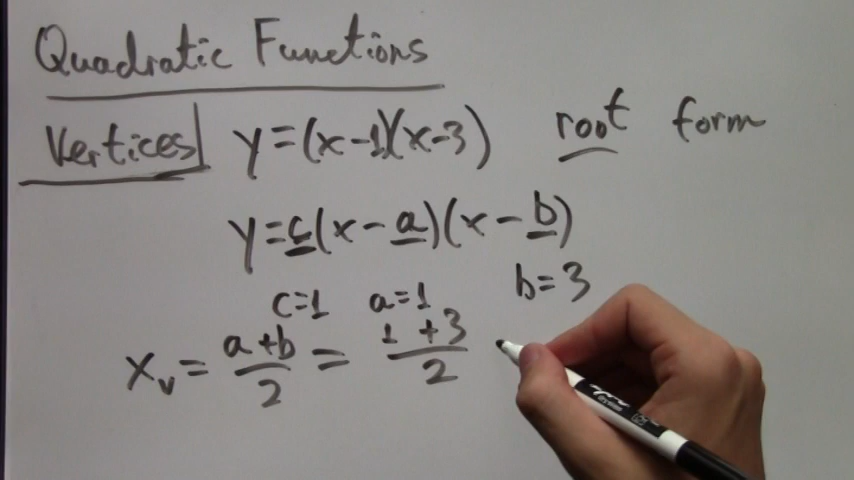 Quadratic Functions
Vertices y=(x-1)(x-3) root form
y=c(x-a)(x-b)
c=1 a=1 b=3
xᵥ = a+b/2 = 1+3/2